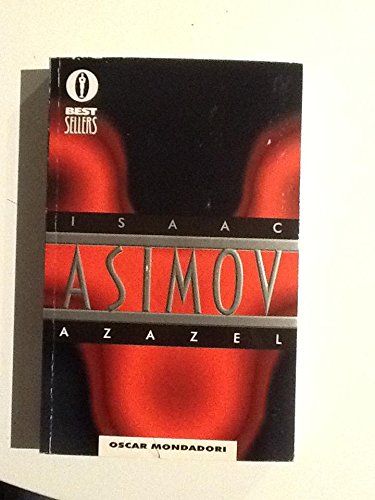 BEST
SELLERS
ISAAC
ASIMOV
AZAZEL
OSCAR MONDADORI